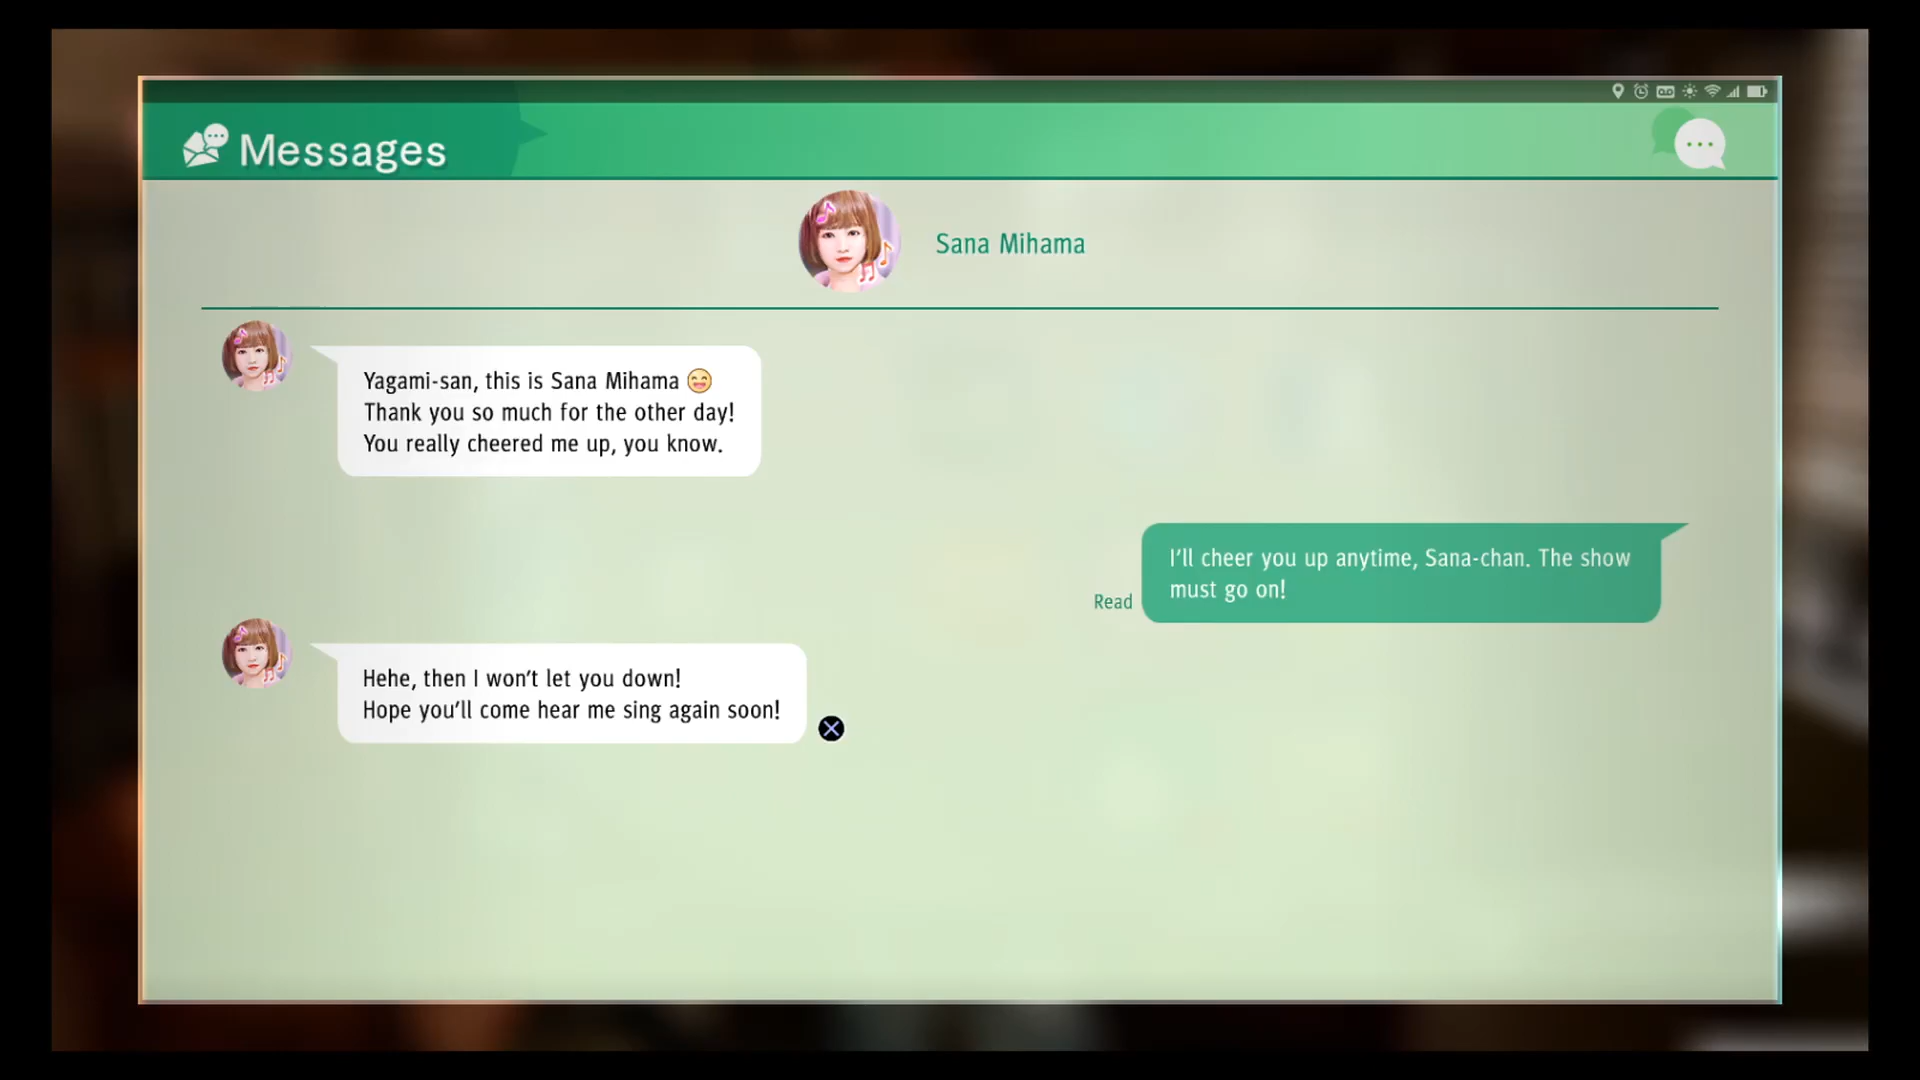 Messages
Sana Mihama
Yagami-san, this is Sana Mihama 😄
Thank you so much for the other day!
You really cheered me up, you know.
I'll cheer you up anytime, Sana-chan. The show
must go on!
Read
Hehe, then I won't let you down!
Hope you'll come hear me sing again soon!